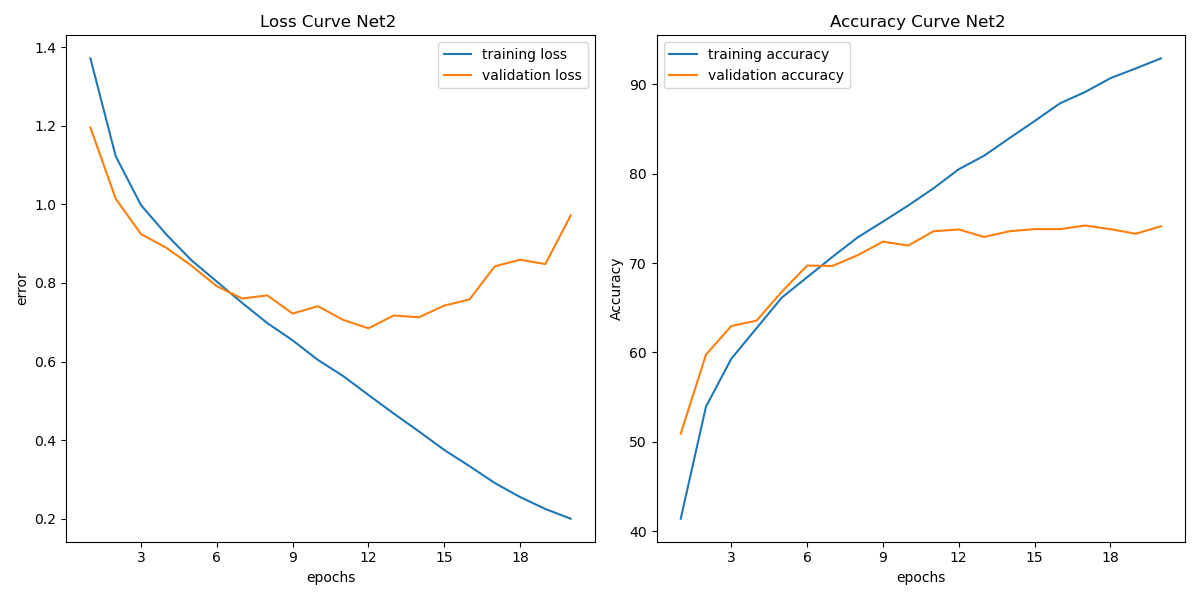 Loss Curve Net2
1.4
1.2
1.0
0.8
0.6
0.4
0.2
error
training loss
validation loss
3 6 9 12 15 18
epochs
Accuracy Curve Net2
90
80
70
60
50
40
Accuracy
training accuracy
validation accuracy
3 6 9 12 15 18
epochs